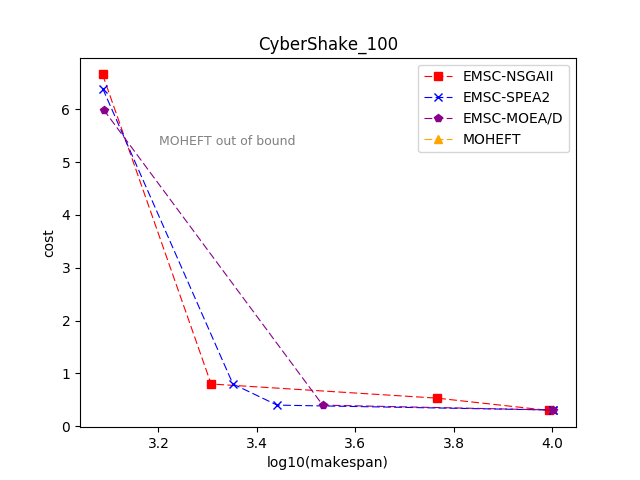 CyberShake_100
EMSC-NSGAII
EMSC-SPEA2
EMSC-MOEA/D
MOHEFT
MOHEFT out of bound
cost
6
5
4
3
2
1
0
3.2 3.4 3.6 3.8 4.0
log10(makespan)